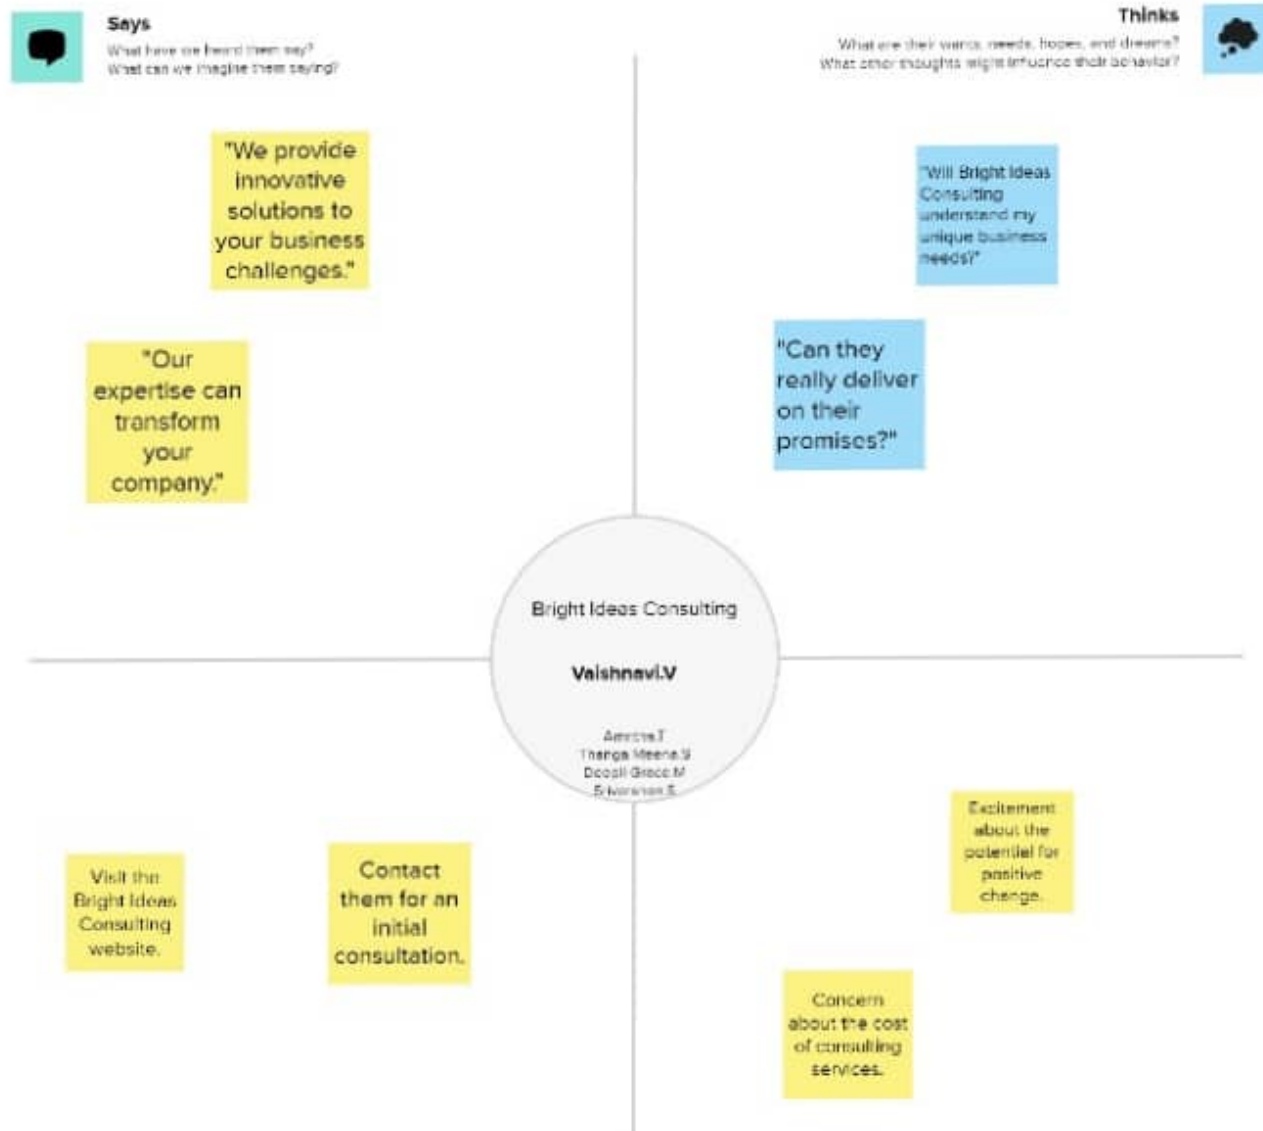 Says
What have we heard them say?
What can we imagine them saying?
Thinks
What are their wants, needs, hopes, and dreams?
What other thoughts might influence their behavior?
"We provide
innovative
solutions to
your business
challenges."
"Our
expertise can
transform
your
company."
"Will Bright Ideas
Consulting
understand my
unique business
needs?"
"Can they
really deliver
on their
promises?"
Bright Ideas Consulting
Vaishnavi.V
Thanga Meena.S
Grace.M
Visit the
Bright Ideas
Consulting
website.
Contact
them for an
initial
consultation.
Excitement
about the
potential for
positive
change.
Concern
about the cost
of consulting
services.